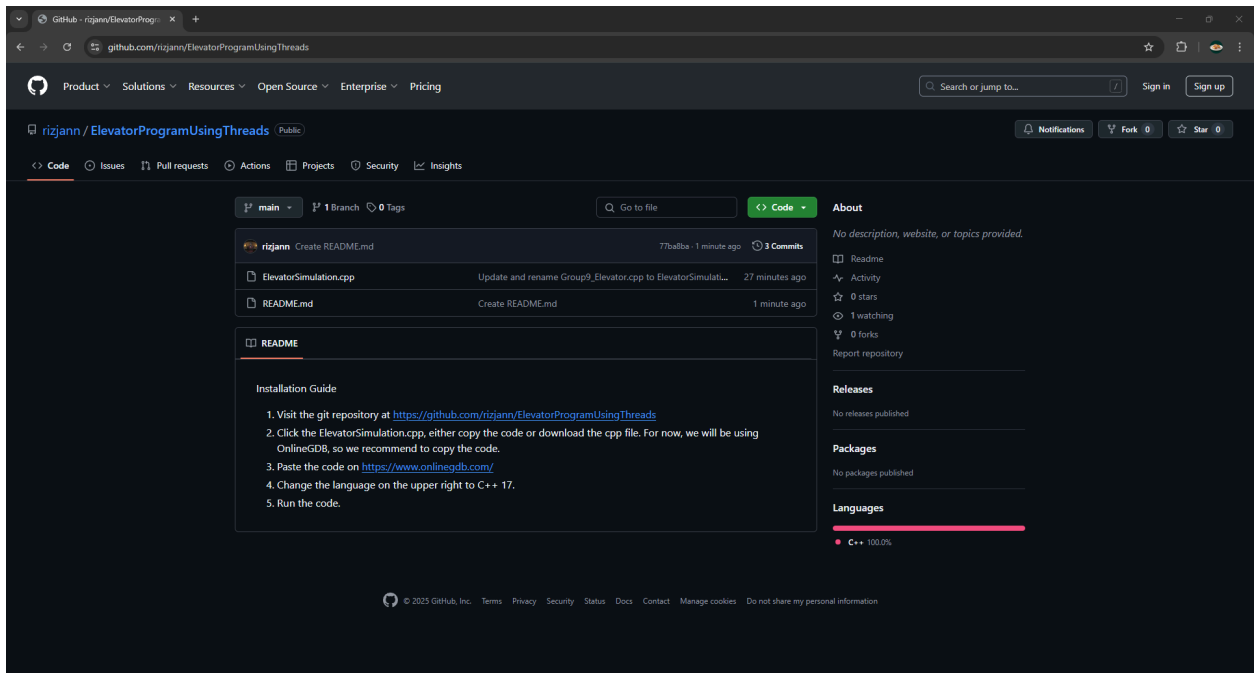 GitHub - rizjann/ElevatorProgra
github.com/rizjann/ElevatorProgramUsingThreads
Product Solutions Resources Open Source Enterprise Pricing Search or jump to... / Sign in Sign up
rizjann / ElevatorProgramUsingThreads Public Notifications Fork 0 Star 0
Code Issues Pull requests Actions Projects Security Insights
main 1 Branch 0 Tags Go to file Code
rizjann Create README.md 77ba8ba · 1 minute ago 3 Commits
ElevatorSimulation.cpp Update and rename Group9_Elevator.cpp to ElevatorSimulati... 27 minutes ago
README.md Create README.md 1 minute ago
README
Installation Guide
1. Visit the git repository at https://github.com/rizjann/ElevatorProgramUsingThreads
2. Click the ElevatorSimulation.cpp, either copy the code or download the cpp file. For now, we will be using
OnlineGDB, so we recommend to copy the code.
3. Paste the code on https://www.onlinegdb.com/
4. Change the language on the upper right to C++ 17.
5. Run the code.
About
No description, website, or topics provided.
Readme
Activity
0 stars
1 watching
0 forks
Report repository
Releases
No releases published
Packages
No packages published
Languages
C++ 100.0%
© 2025 GitHub, Inc. Terms Privacy Security Status Docs Contact Manage cookies Do not share my personal information